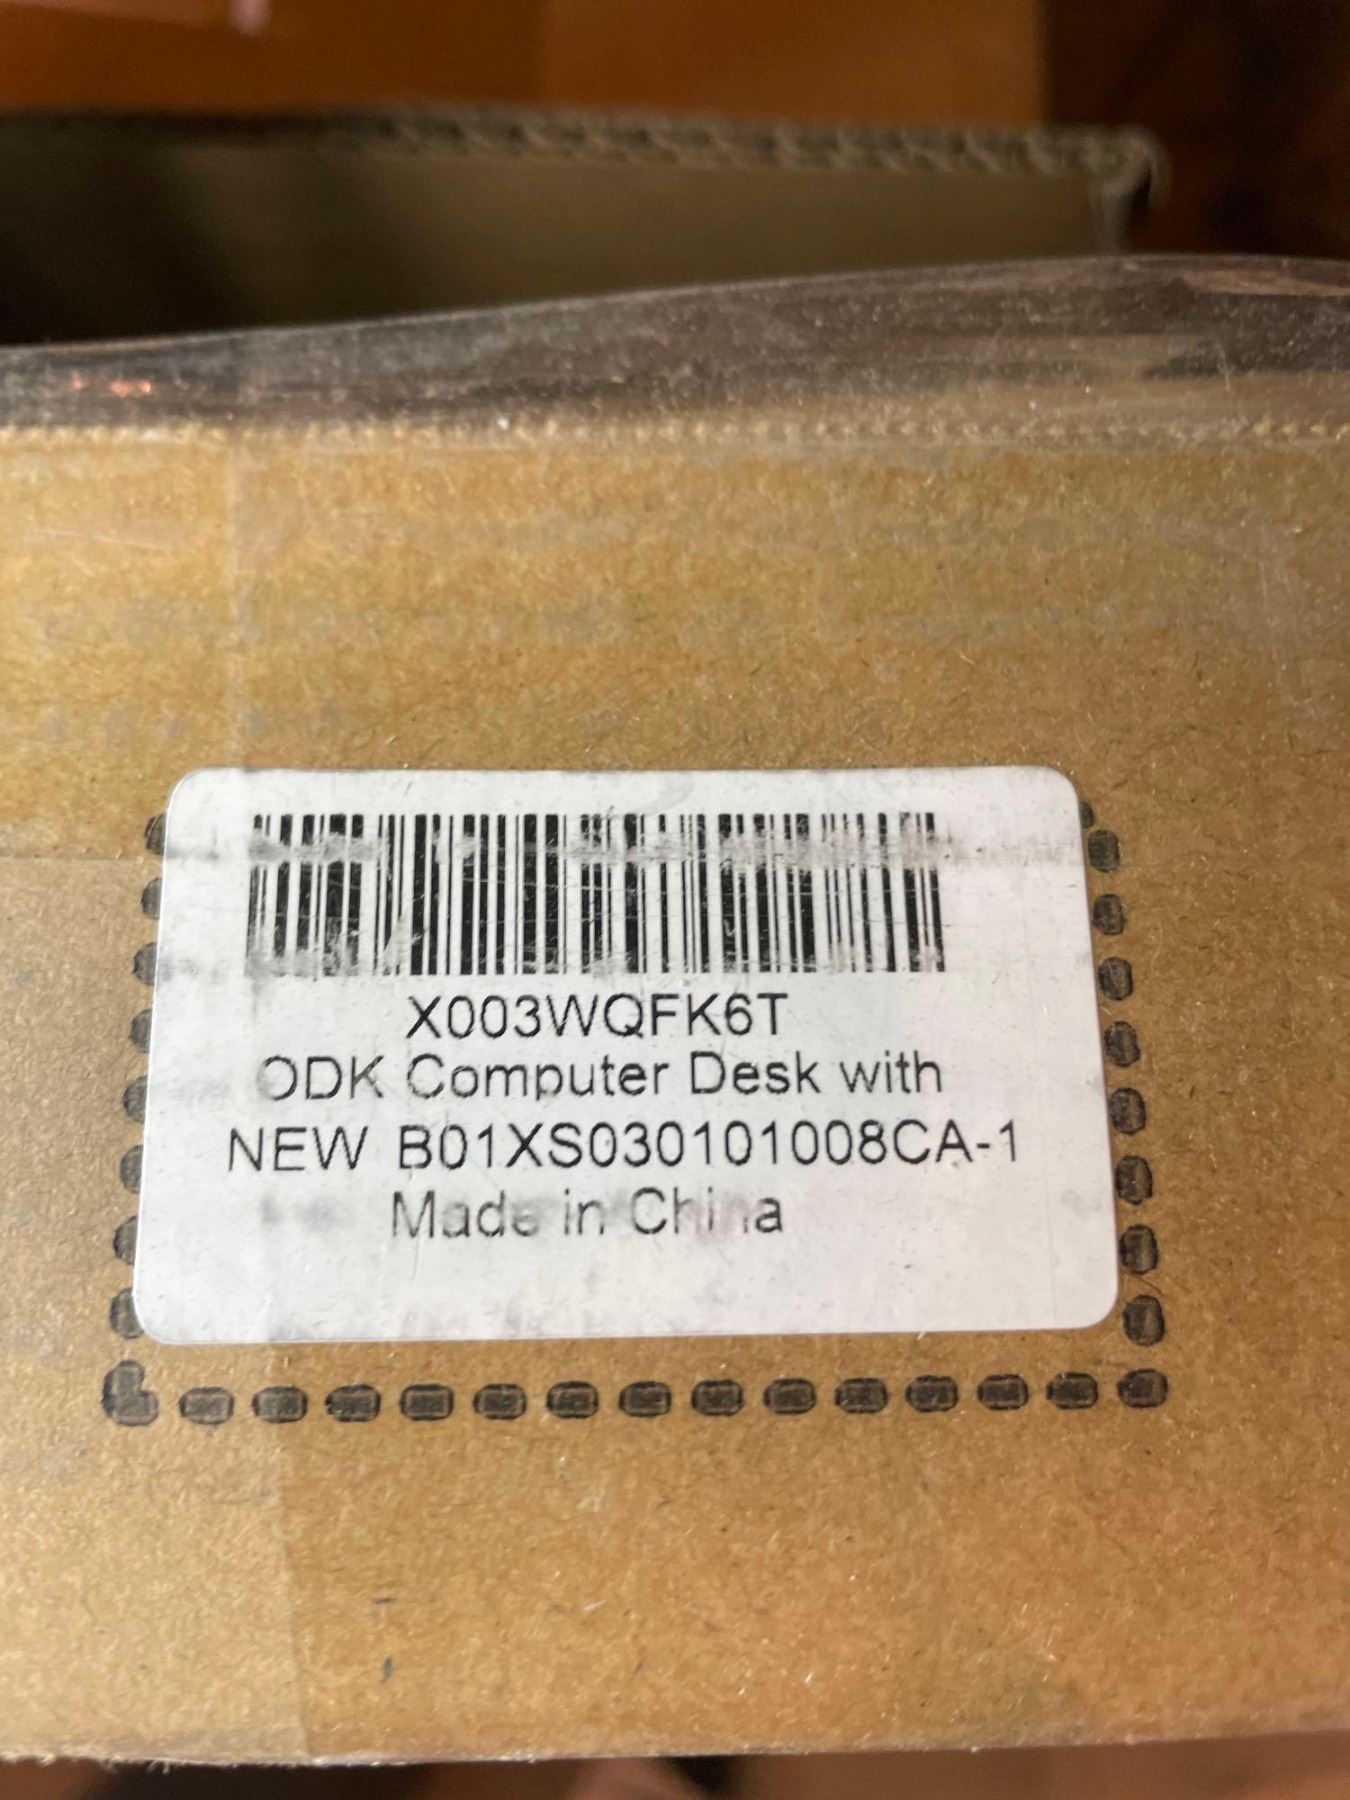 X003WQFK6T
ODK Computer Desk with
NEW B01XS030101008CA-1
Made in China